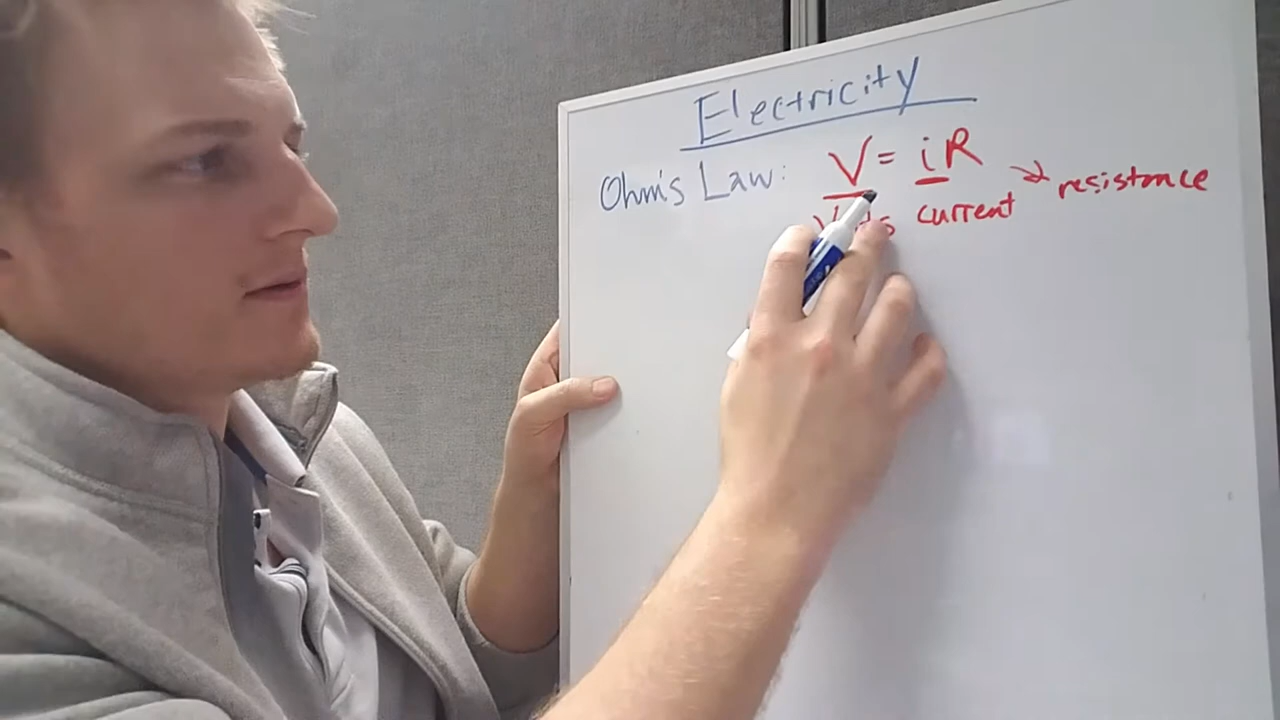 Electricity
Ohm's Law: V = iR
current → resistance